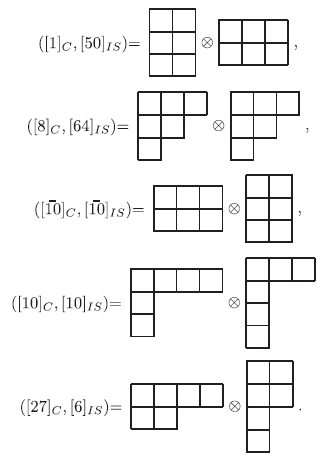 ([1]_C,[50]_{IS})= ⊗ ,
([8]_C,[64]_{IS})= ⊗ ,
([\bar{10}]_C,[\bar{10}]_{IS})= ⊗ ,
([10]_C,[10]_{IS})= ⊗
([27]_C,[6]_{IS})= ⊗ .